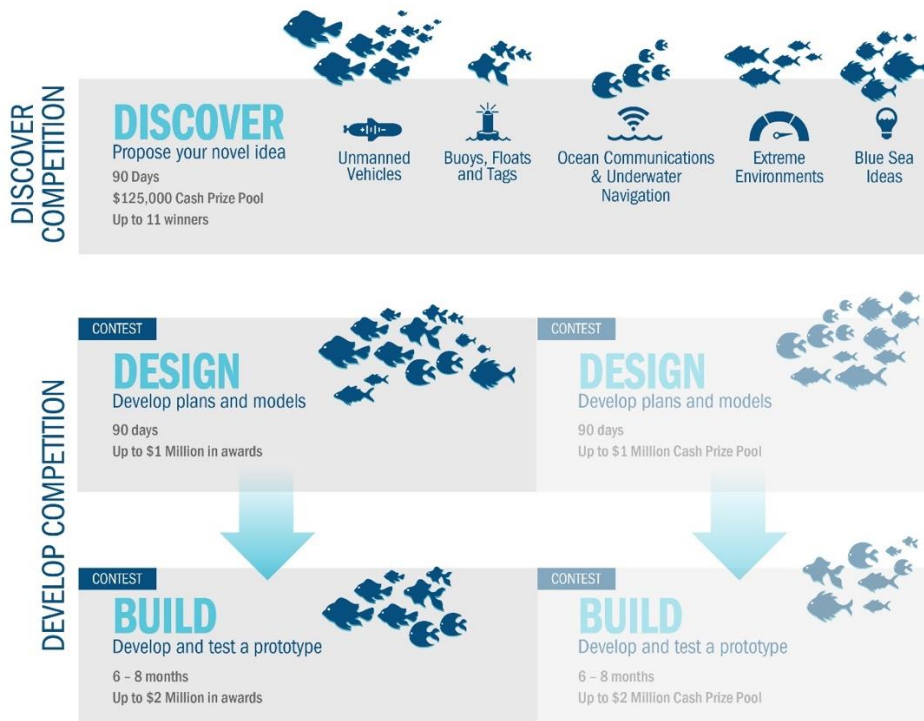 DISCOVER
COMPETITION
DISCOVER
Propose your novel idea
90 Days
$125,000 Cash Prize Pool
Up to 11 winners
Unmanned
Vehicles
Buoys, Floats
and Tags
Ocean Communications
& Underwater
Navigation
Extreme
Environments
Blue Sea
Ideas
DEVELOP COMPETITION
CONTEST
DESIGN
Develop plans and models
90 days
Up to $1 Million in awards
CONTEST
DESIGN
Develop plans and models
90 days
Up to $1 Million Cash Prize Pool
CONTEST
BUILD
Develop and test a prototype
6 – 8 months
Up to $2 Million in awards
CONTEST
BUILD
Develop and test a prototype
6 – 8 months
Up to $2 Million Cash Prize Pool